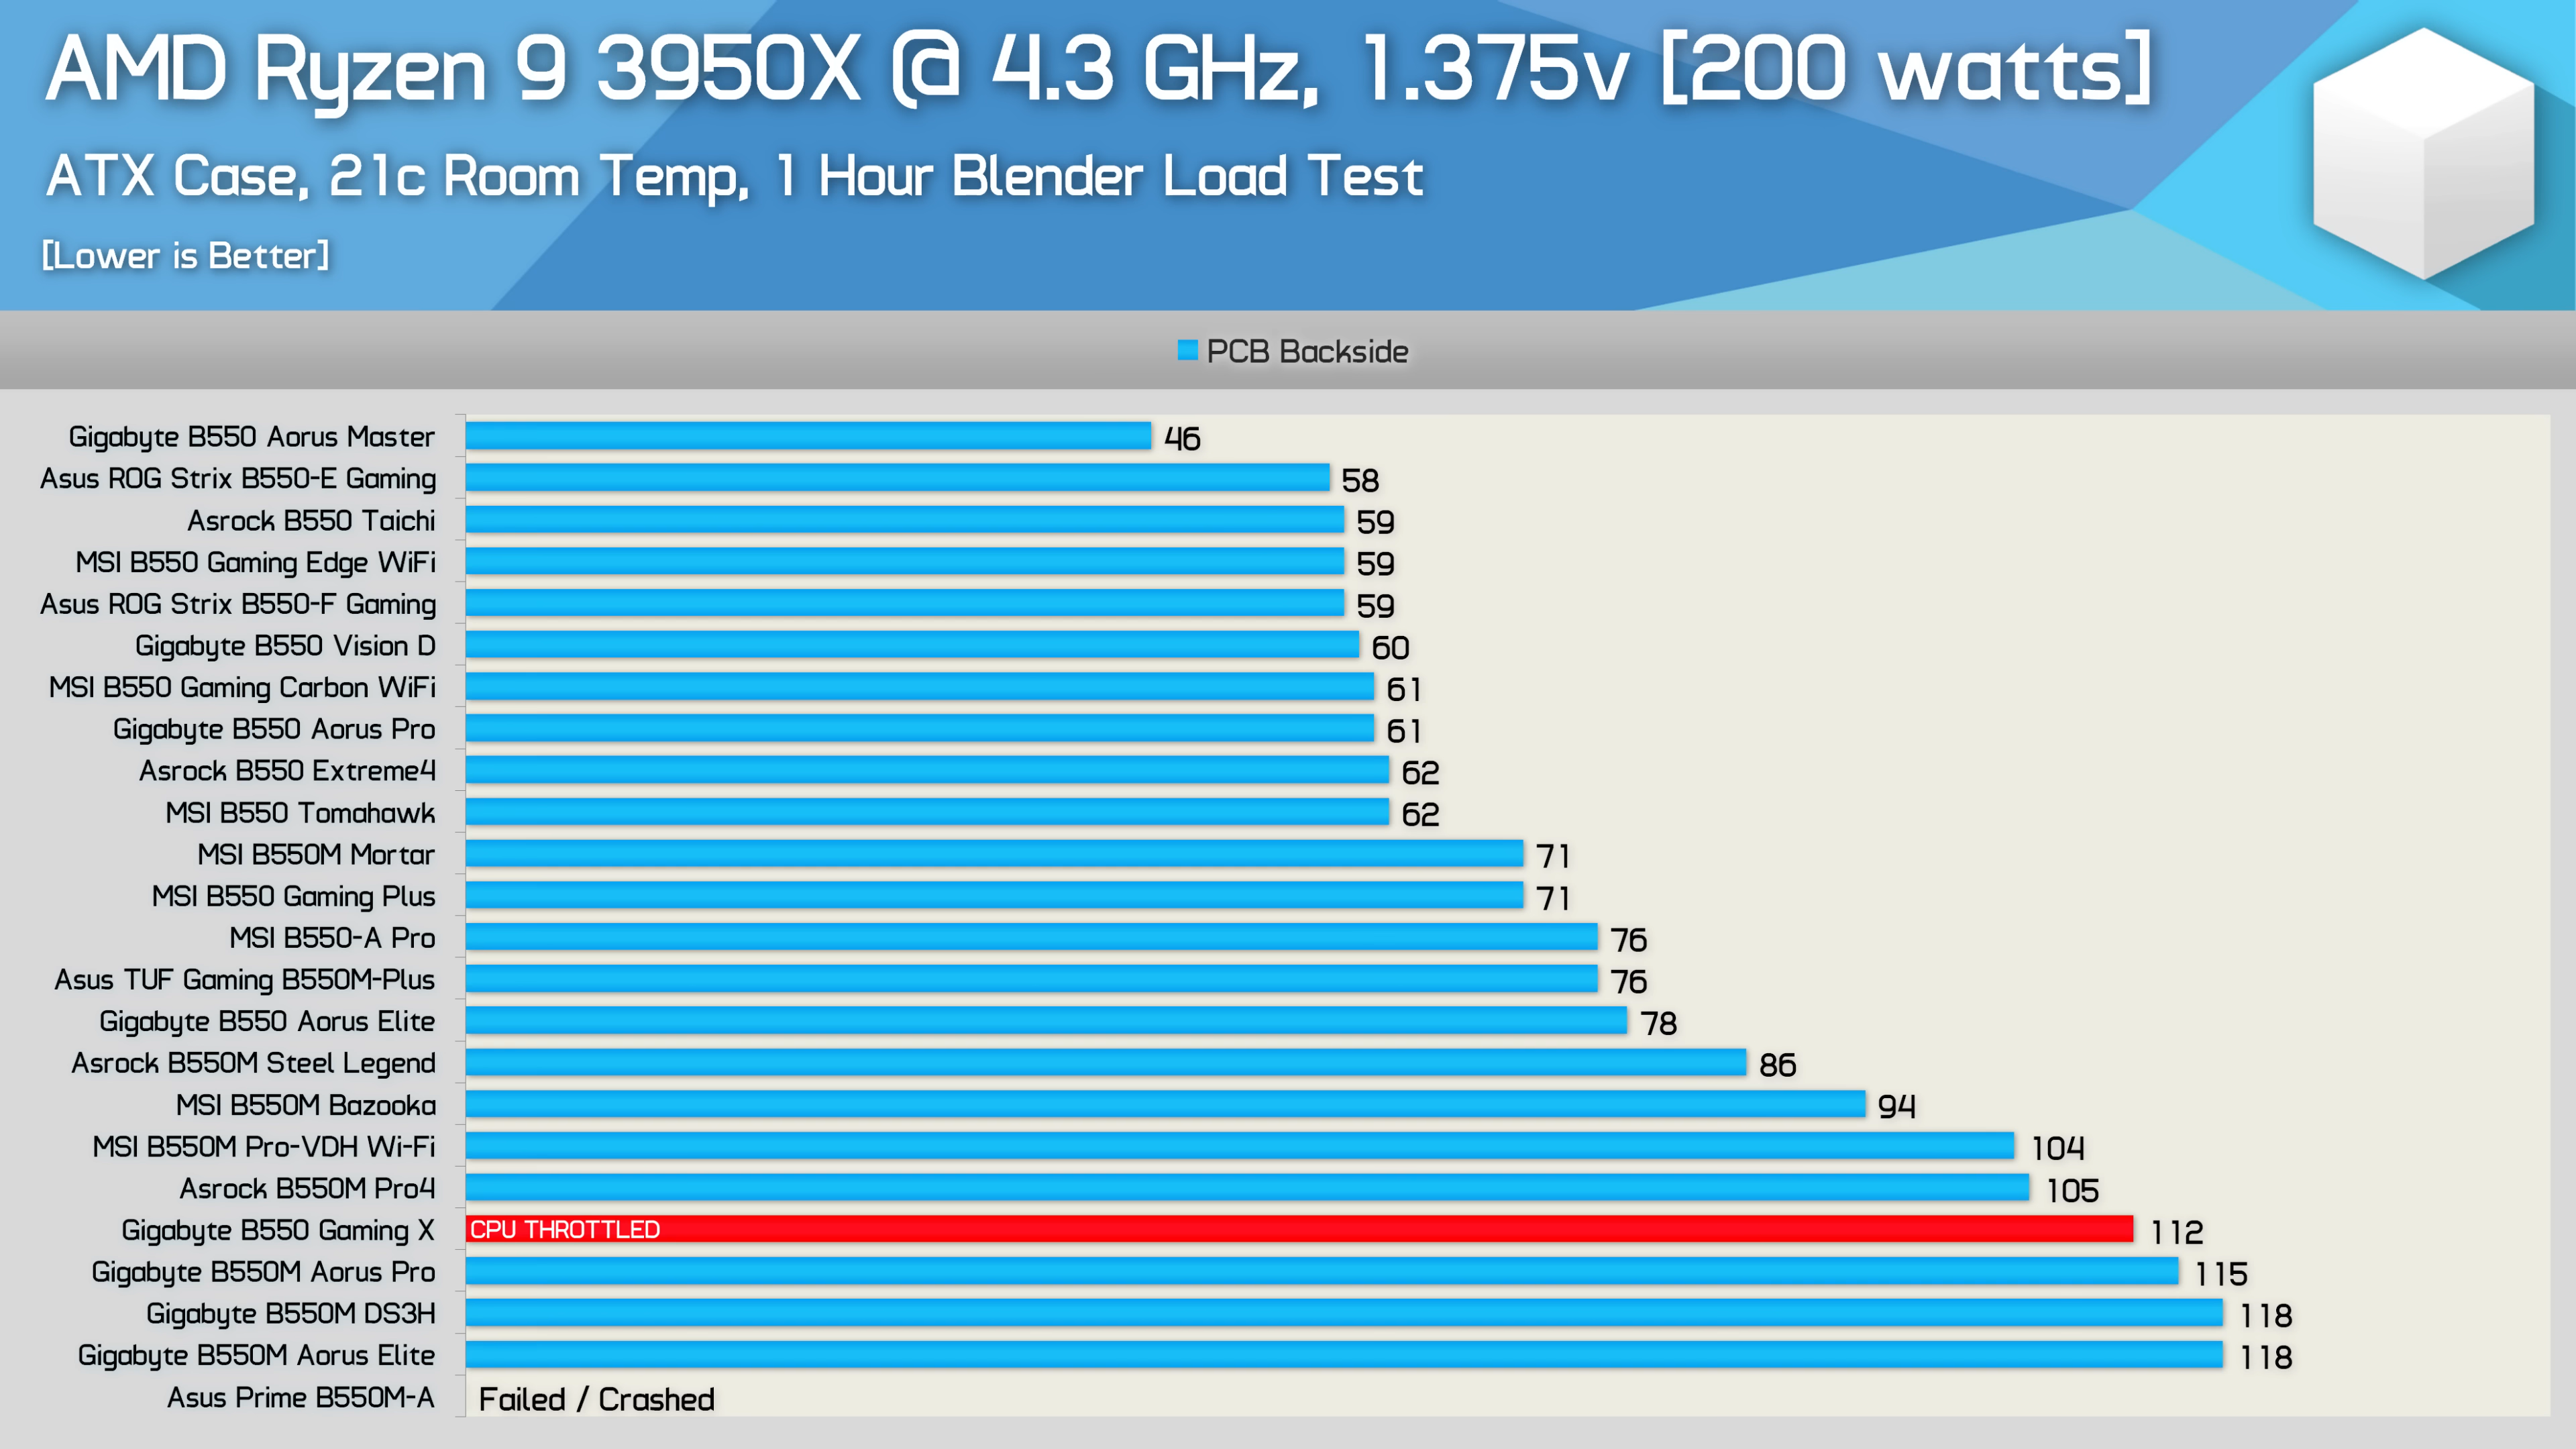 AMD Ryzen 9 3950X @ 4.3 GHz, 1.375v [200 watts]
ATX Case, 21c Room Temp, 1 Hour Blender Load Test
[Lower is Better]
PCB Backside
Gigabyte B550 Aorus Master 46
Asus ROG Strix B550-E Gaming 58
Asrock B550 Taichi 59
MSI B550 Gaming Edge WiFi 59
Asus ROG Strix B550-F Gaming 59
Gigabyte B550 Vision D 60
MSI B550 Gaming Carbon WiFi 61
Gigabyte B550 Aorus Pro 61
Asrock B550 Extreme4 62
MSI B550 Tomahawk 62
MSI B550M Mortar 71
MSI B550 Gaming Plus 71
MSI B550-A Pro 76
Asus TUF Gaming B550M-Plus 76
Gigabyte B550 Aorus Elite 78
Asrock B550M Steel Legend 86
MSI B550M Bazooka 94
MSI B550M Pro-VDH Wi-Fi 104
Asrock B550M Pro4 105
Gigabyte B550 Gaming X CPU THROTTLED 112
Gigabyte B550M Aorus Pro 115
Gigabyte B550M DS3H 118
Gigabyte B550M Aorus Elite 118
Asus Prime B550M-A Failed / Crashed